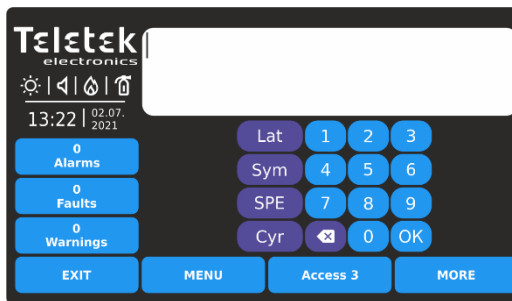 Teletek
electronics
13:22 02.07.
2021
0
Alarms
0
Faults
0
Warnings
Lat 1 2 3
Sym 4 5 6
SPE 7 8 9
Cyr 0 OK
EXIT MENU Access 3 MORE